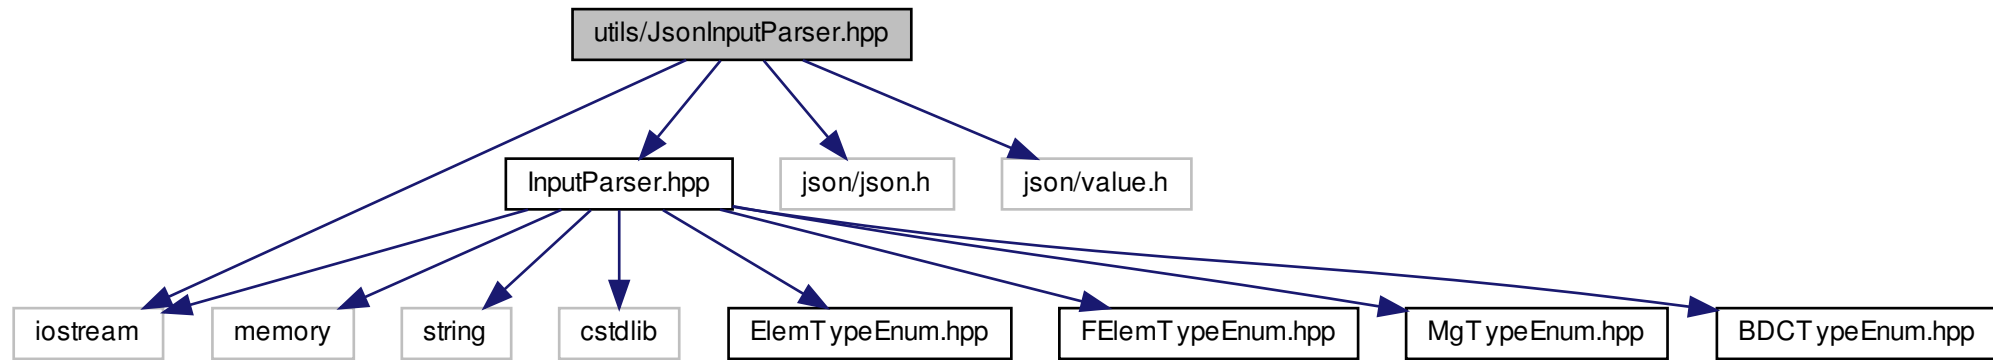 utils/JsonInputParser.hpp
InputParser.hpp
json/json.h
json/value.h
iostream
memory
string
cstdlib
ElemTypeEnum.hpp
FElemTypeEnum.hpp
MgTypeEnum.hpp
BDCTypeEnum.hpp